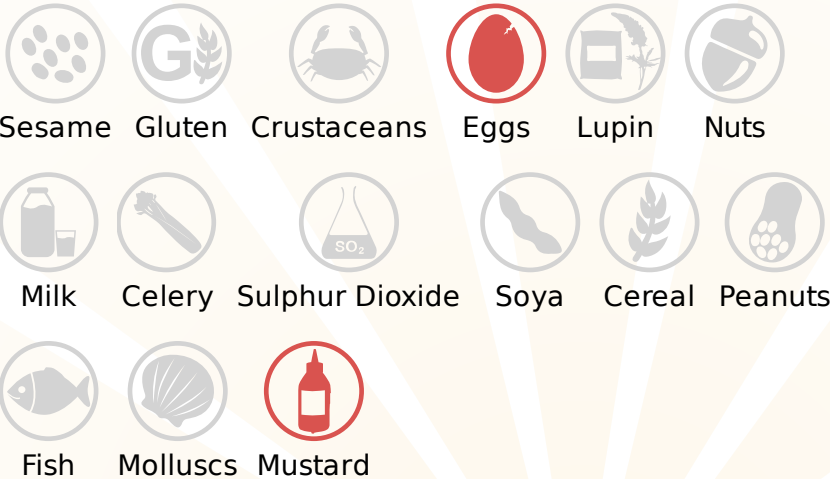 G
Sesame Gluten Crustaceans Eggs Lupin Nuts
SO₂
Milk Celery Sulphur Dioxide Soya Cereal Peanuts
Fish Molluscs Mustard